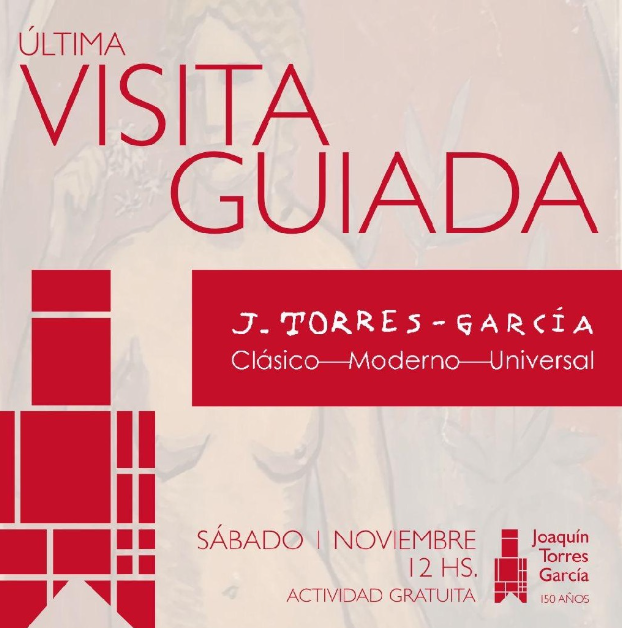 ÚLTIMA
VISITA
GUIADA
J-TORRES-GARCÍA
Clásico—Moderno—Universal
SÁBADO 1 NOVIEMBRE
12 HS.
ACTIVIDAD GRATUITA
Joaquín
Torres
García
150 AÑOS